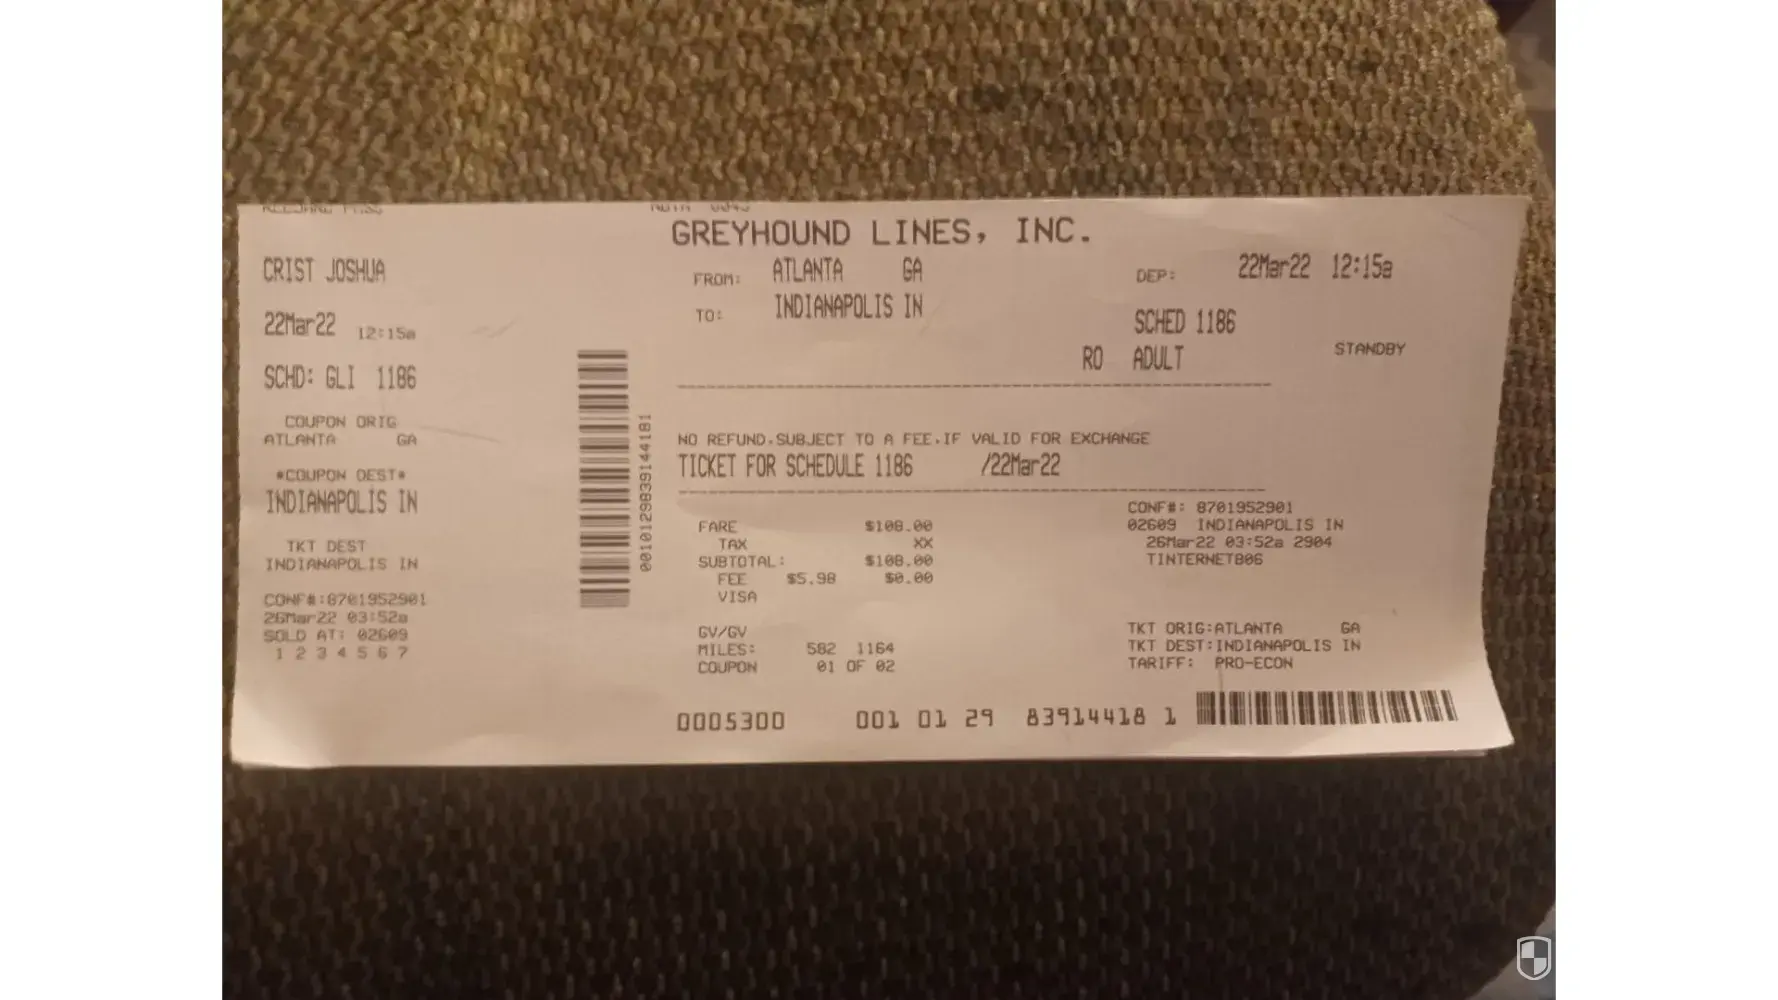 CRIST JOSHUA
22Mar22 12:15a
SCHD: GLI 1186
COUPON ORIG
ATLANTA GA
*COUPON DEST*
INDIANAPOLIS IN
TKT DEST
INDIANAPOLIS IN
CONF#:8701952901
26Mar22 03:52a
SOLD AT: 02609
1 2 3 4 5 6 7
0010129839144181
GREYHOUND LINES, INC.
FROM: ATLANTA GA
TO: INDIANAPOLIS IN
DEP: 22Mar22 12:15a
SCHED 1186
RO ADULT STANDBY
NO REFUND.SUBJECT TO A FEE.IF VALID FOR EXCHANGE
TICKET FOR SCHEDULE 1186 /22Mar22
FARE $108.00
TAX XX
SUBTOTAL: $108.00
FEE $5.98 $0.00
VISA
GV/GV
MILES: 582 1164
COUPON 01 OF 02
CONF#: 8701952901
02609 INDIANAPOLIS IN
26Mar22 03:52a 2904
TINTERNET806
TKT ORIG:ATLANTA GA
TKT DEST:INDIANAPOLIS IN
TARIFF: PRO-ECON
0005300 001 01 29 83914418 1